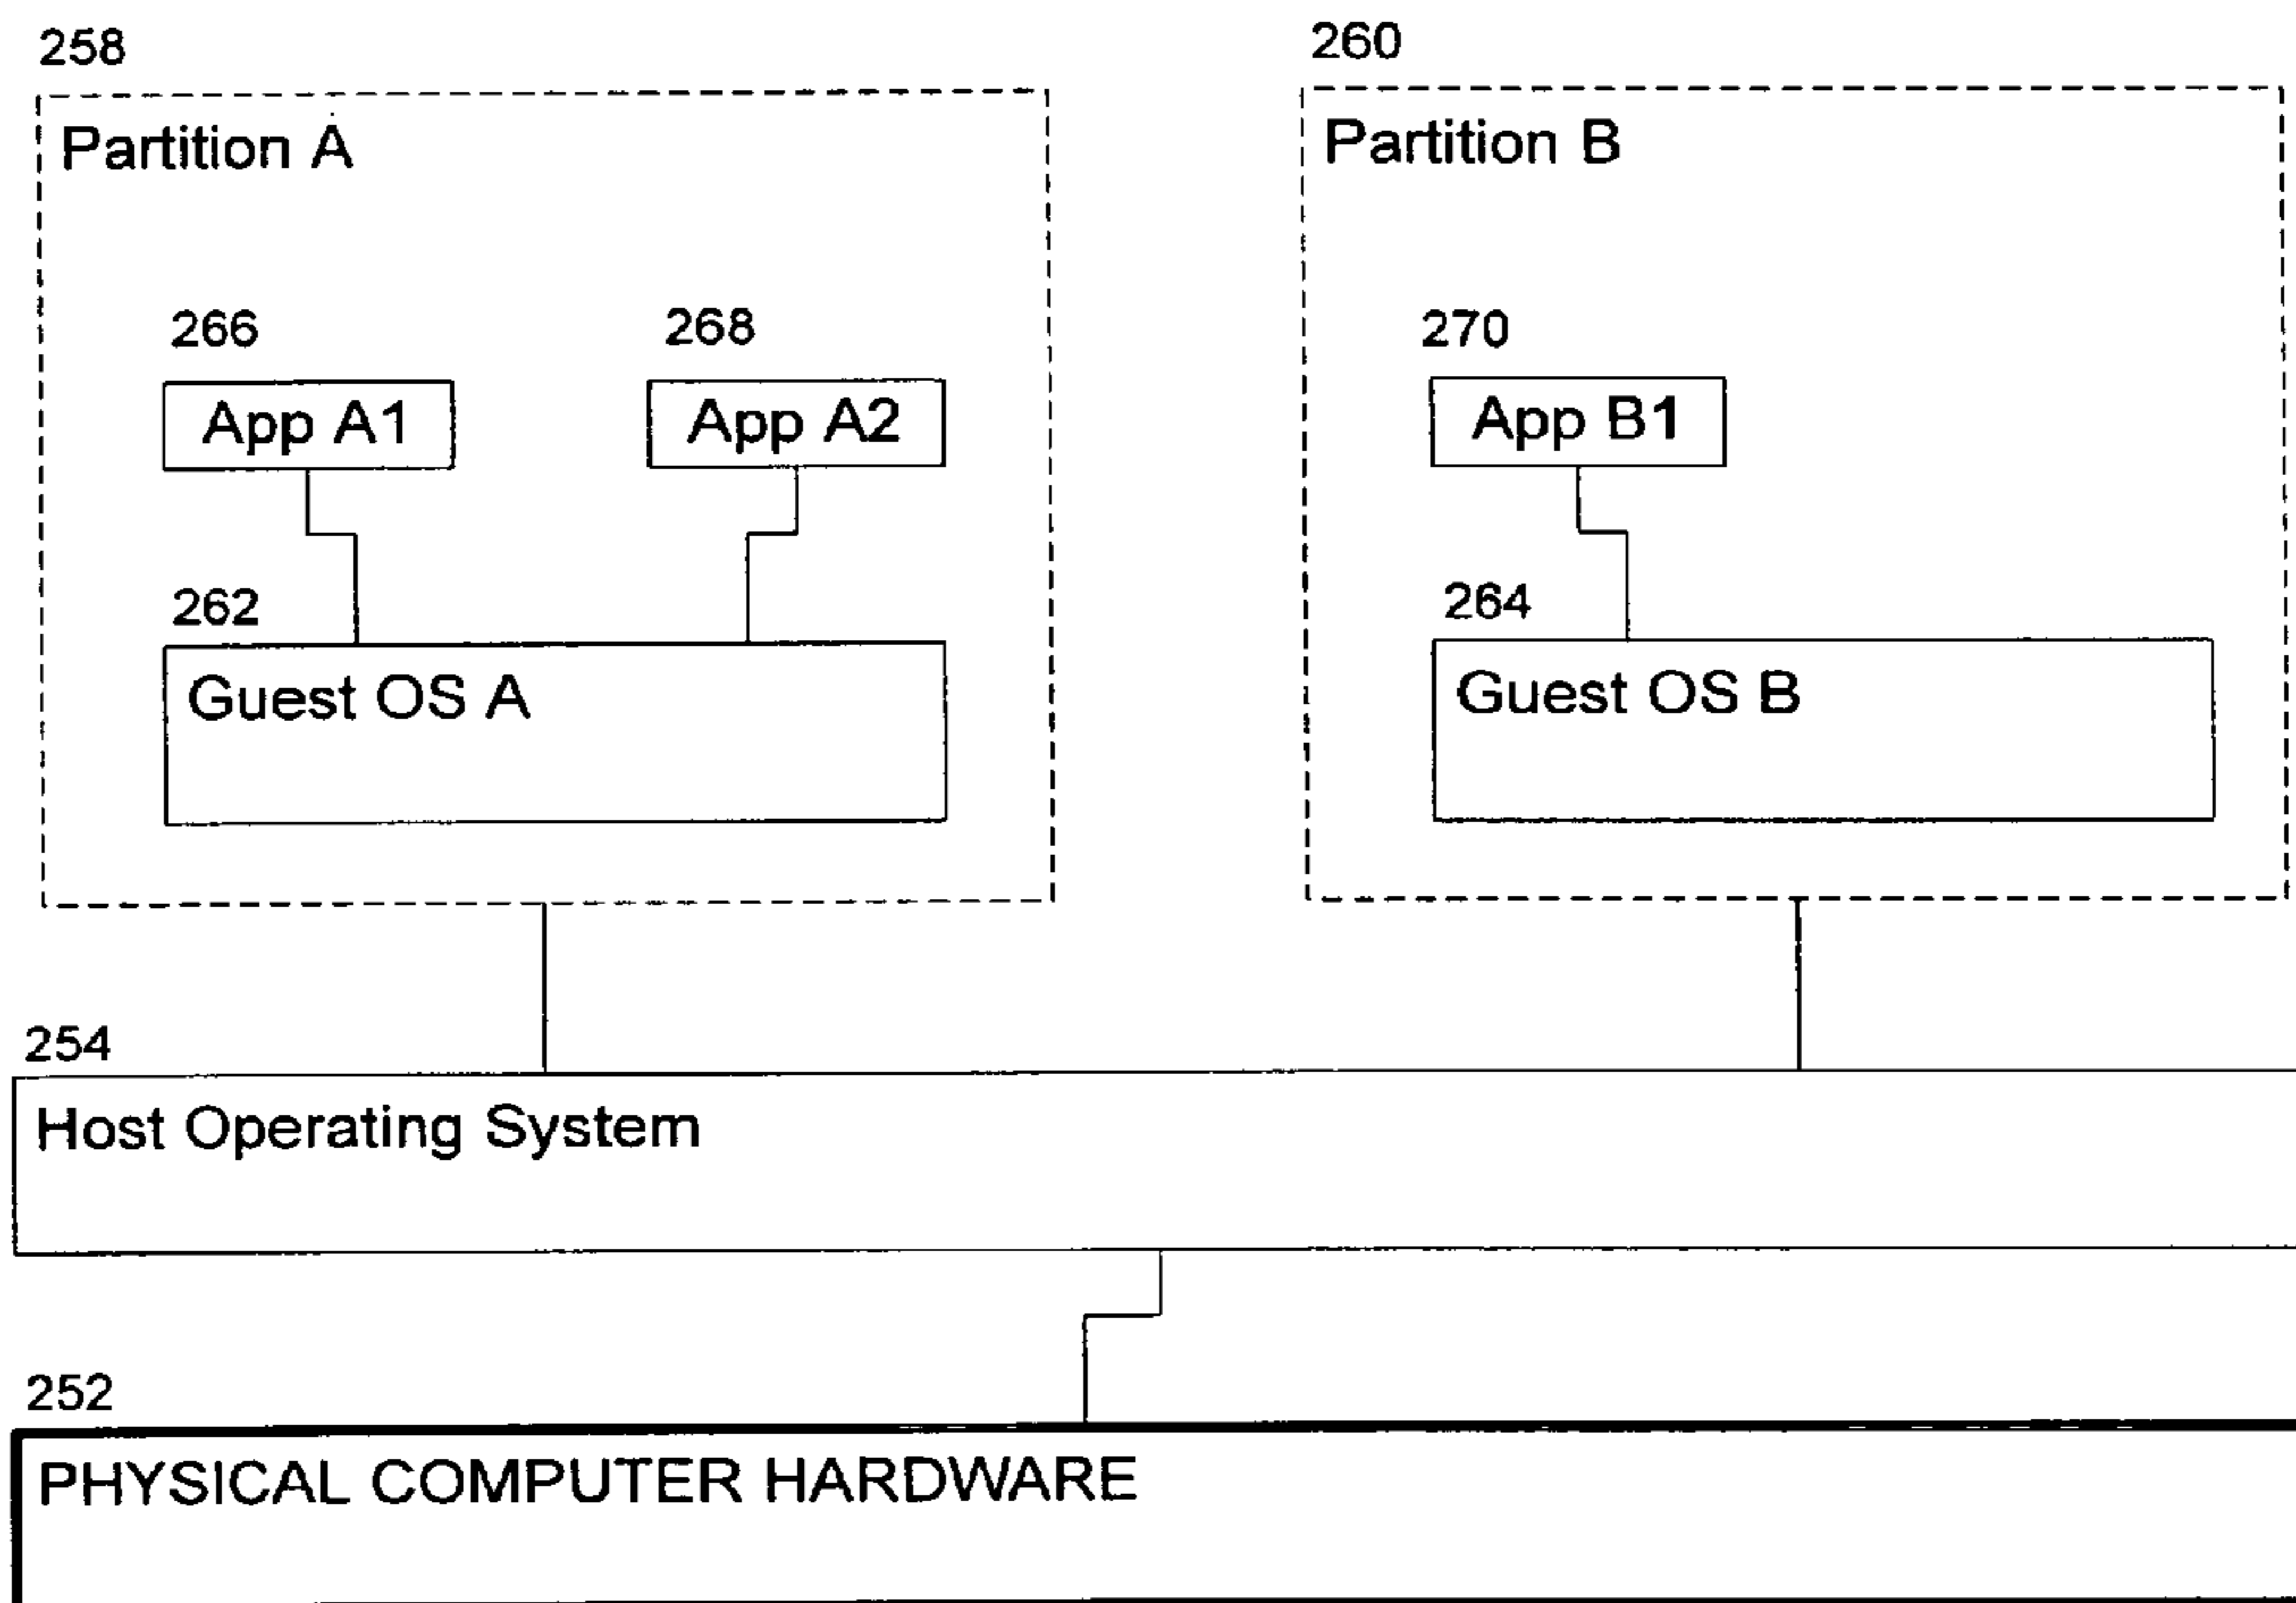 258
260
Partition A
Partition B
266
268
270
App A1
App A2
App B1
262
264
Guest OS A
Guest OS B
254
Host Operating System
252
PHYSICAL COMPUTER HARDWARE